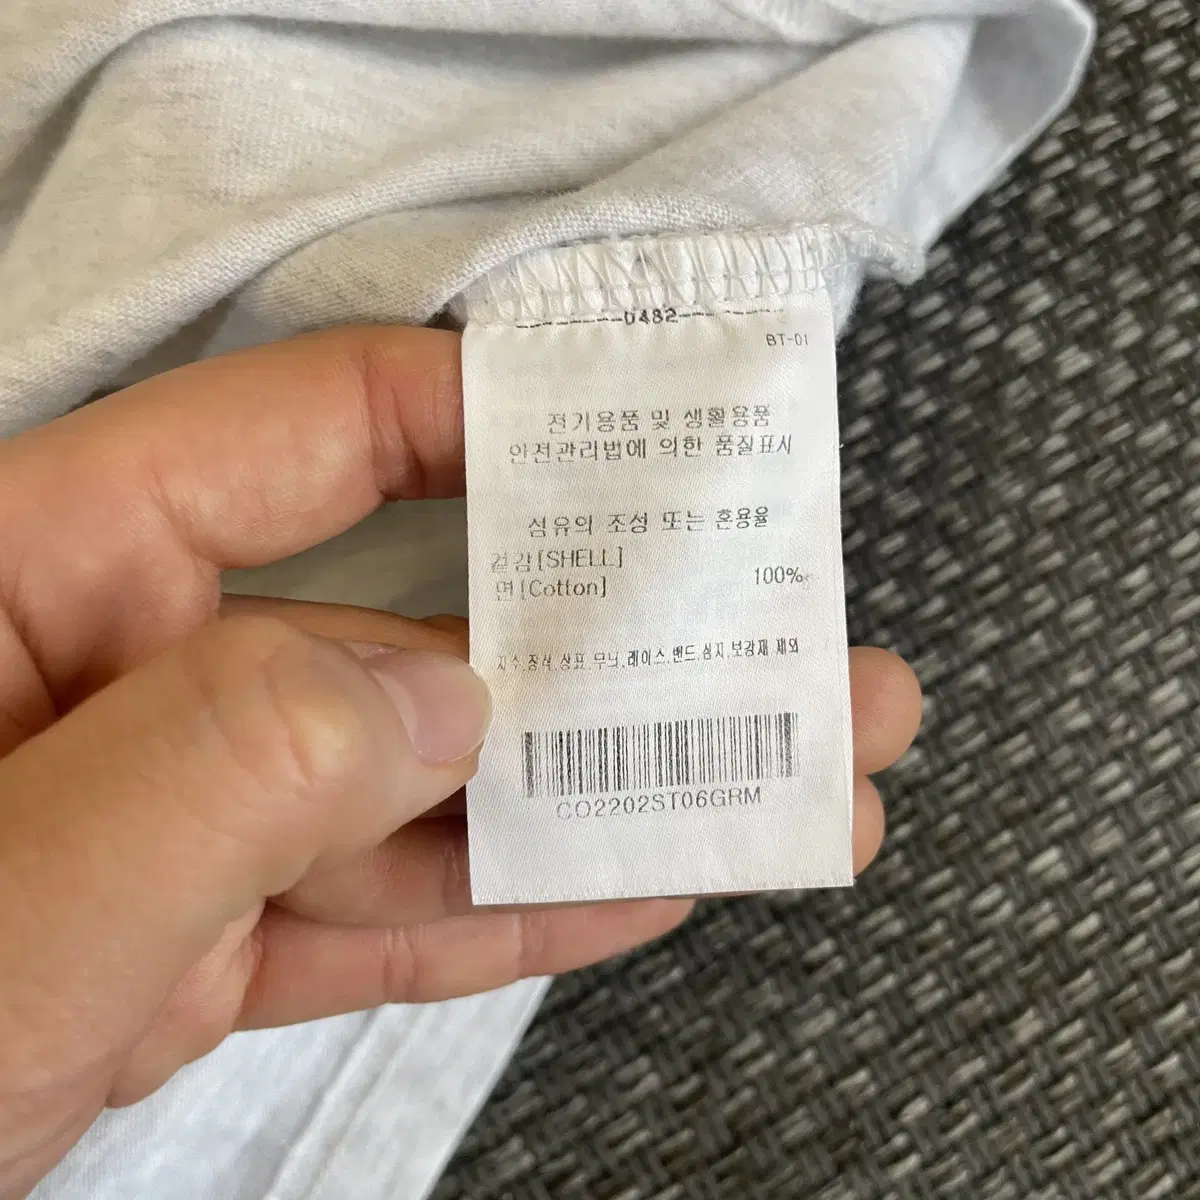 0482
BT-01
전기용품 및 생활용품
안전관리법에 의한 품질표시
섬유의 조성 또는 혼용율
겉감[SHELL]
면[Cotton] 100%
자수,장식,상표,무늬,레이스,밴드,심지,보강재 제외
CO2202ST06GRM